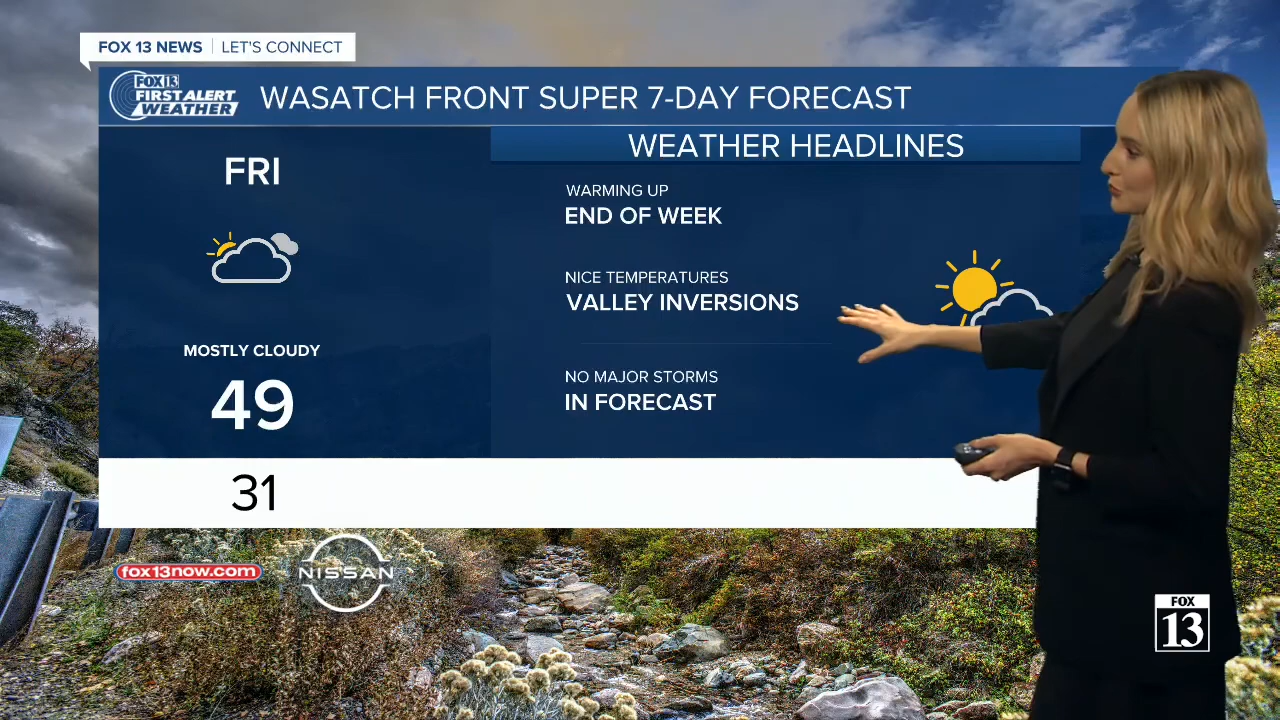 FOX 13 NEWS | LET'S CONNECT
FOX 13
FIRST ALERT
WEATHER
WASATCH FRONT SUPER 7-DAY FORECAST
WEATHER HEADLINES
FRI
MOSTLY CLOUDY
49
31
WARMING UP
END OF WEEK
NICE TEMPERATURES
VALLEY INVERSIONS
NO MAJOR STORMS
IN FORECAST
fox13now.com
NISSAN
FOX
13